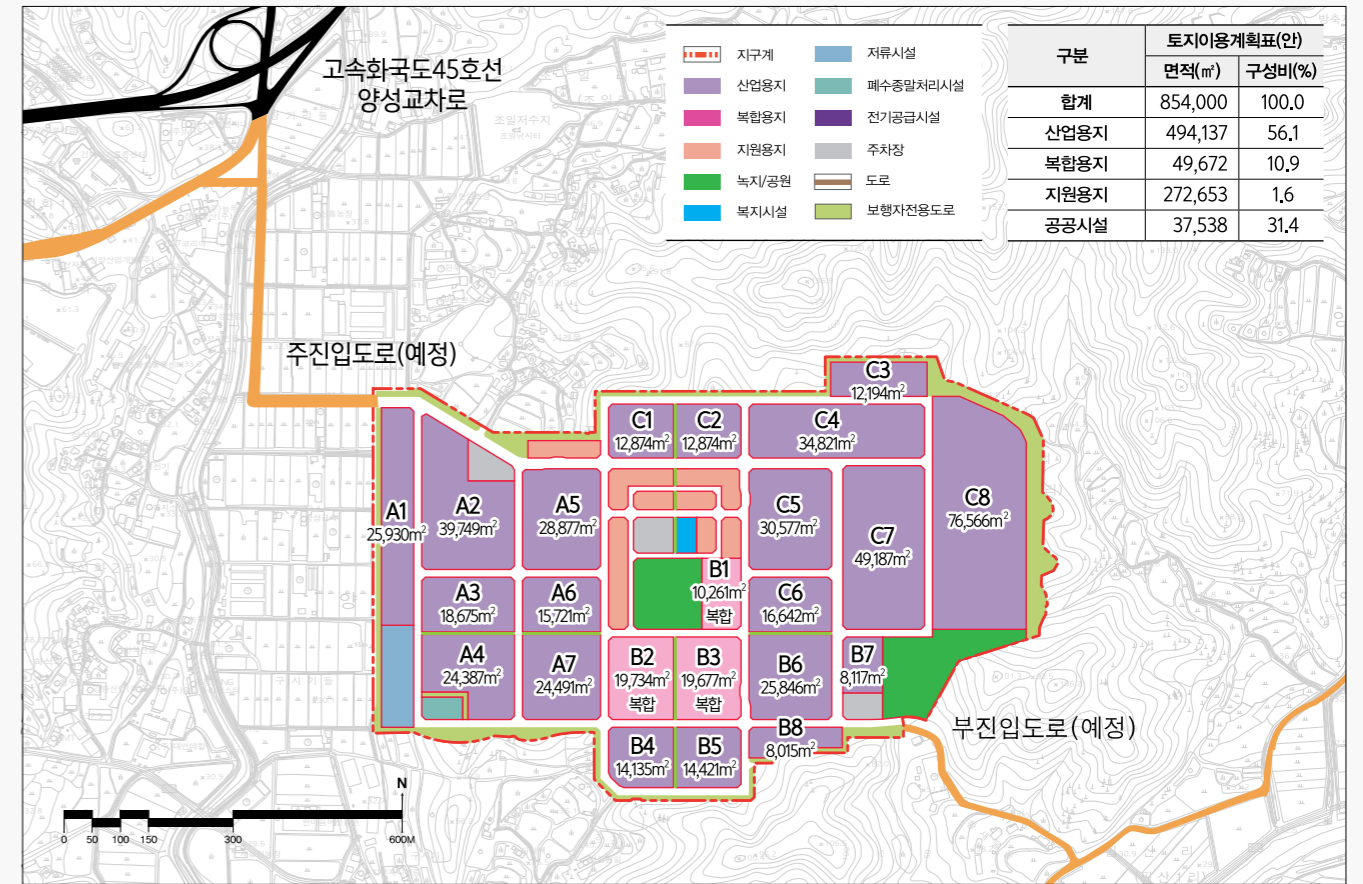 고속화국도45호선
양성교차로
지구계
산업용지
복합용지
지원용지
녹지/공원
복지시설
저류시설
폐수종말처리시설
전기공급시설
주차장
도로
보행자전용도로
구분 토지이용계획표(안)
면적(㎡) 구성비(%)
합계 854,000 100.0
산업용지 494,137 56.1
복합용지 49,672 10.9
지원용지 272,653 1.6
공공시설 37,538 31.4
조일저수지
주진입도로(예정)
C3
12,194m²
C1
12,874m²
C2
12,874m²
C4
34,821m²
A1
25,930m²
A2
39,749m²
A5
28,877m²
C5
30,577m²
C7
49,187m²
C8
76,566m²
B1
10,261m²
복합
A3
18,675m²
A6
15,721m²
C6
16,642m²
A4
24,387m²
A7
24,491m²
B2
19,734m²
복합
B3
19,677m²
복합
B6
25,846m²
B7
8,117m²
B4
14,135m²
B5
14,421m²
B8
8,015m²
부진입도로(예정)
N
0 50 100 150 300 600M